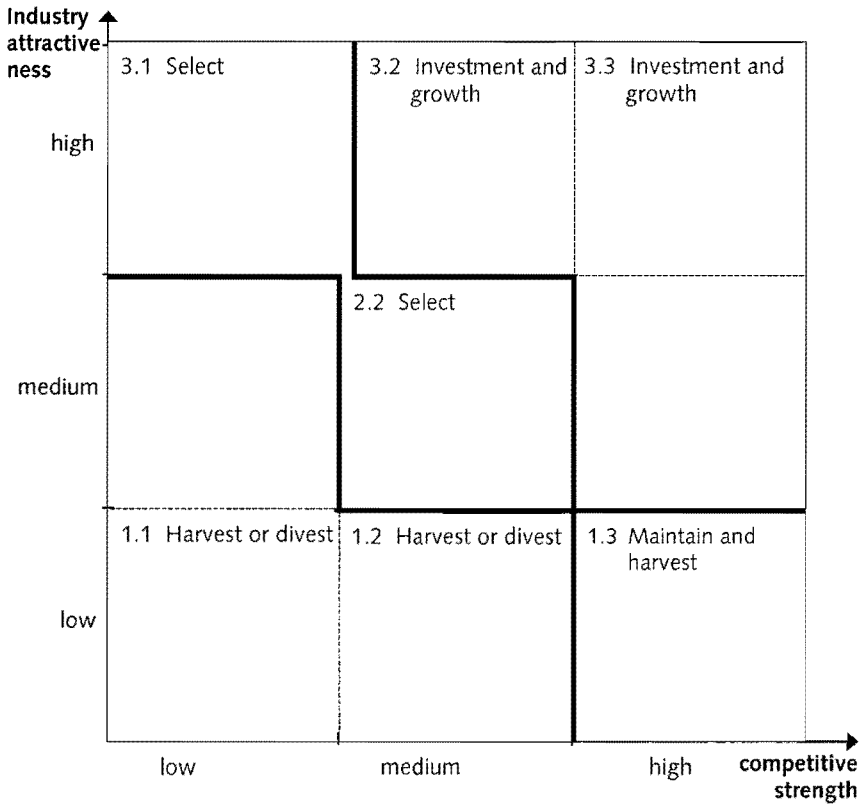 Industry
attractive-
ness
3.1 Select
3.2 Investment and
growth
3.3 Investment and
growth
high
2.2 Select
medium
1.1 Harvest or divest
1.2 Harvest or divest
1.3 Maintain and
harvest
low
low
medium
high
competitive
strength